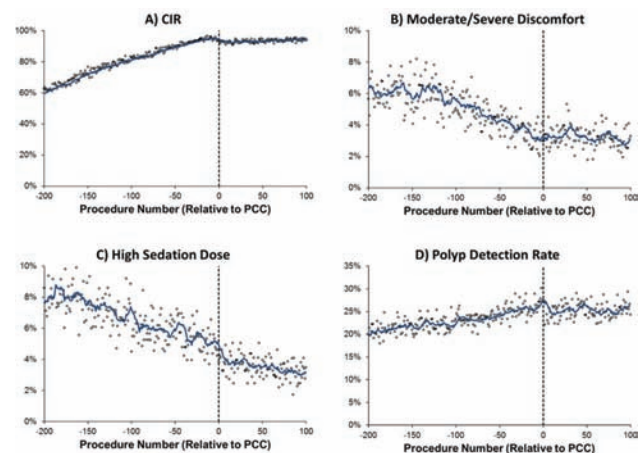 A) CIR
100%
80%
60%
40%
20%
0%
-200 -150 -100 -50 0 50 100
Procedure Number (Relative to PCC)
B) Moderate/Severe Discomfort
10%
8%
6%
4%
2%
0%
-200 -150 -100 -50 0 50 100
Procedure Number (Relative to PCC)
C) High Sedation Dose
10%
8%
6%
4%
2%
0%
-200 -150 -100 -50 0 50 100
Procedure Number (Relative to PCC)
D) Polyp Detection Rate
35%
30%
25%
20%
15%
10%
5%
0%
-200 -150 -100 -50 0 50 100
Procedure Number (Relative to PCC)